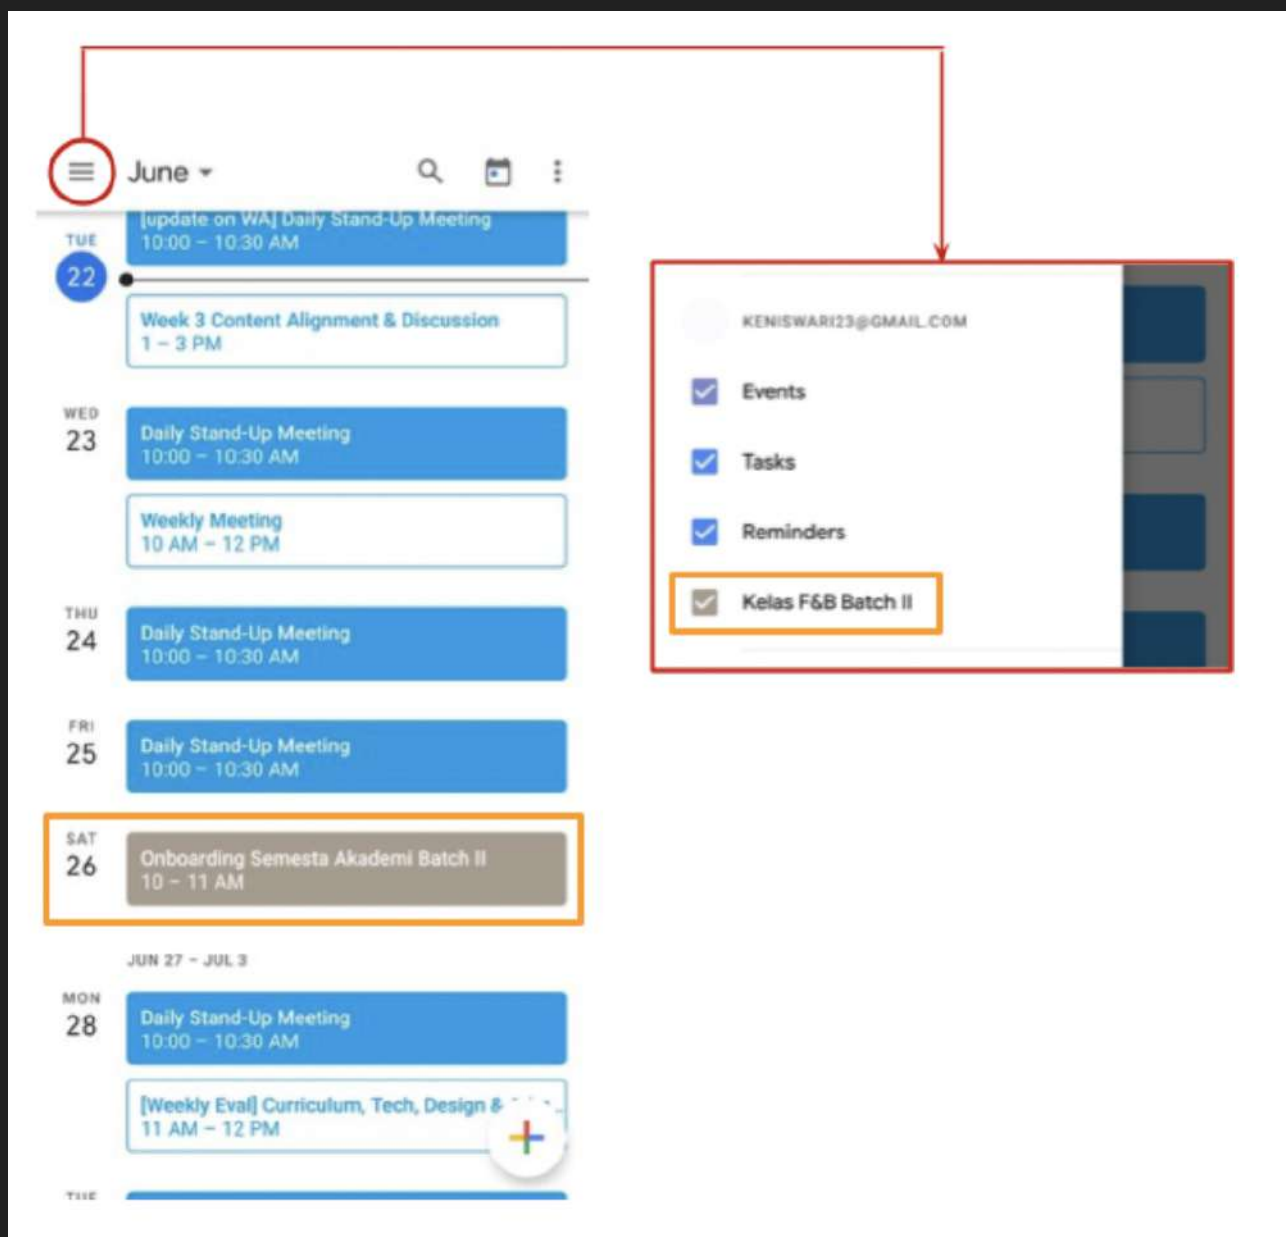 June
[update on WA] Daily Stand-Up Meeting
10:00 – 10:30 AM
TUE
22
Week 3 Content Alignment & Discussion
1 – 3 PM
WED
23
Daily Stand-Up Meeting
10:00 – 10:30 AM
Weekly Meeting
10 AM – 12 PM
THU
24
Daily Stand-Up Meeting
10:00 – 10:30 AM
FRI
25
Daily Stand-Up Meeting
10:00 – 10:30 AM
SAT
26
Onboarding Semesta Akademi Batch II
10 – 11 AM
JUN 27 – JUL 3
MON
28
Daily Stand-Up Meeting
10:00 – 10:30 AM
[Weekly Eval] Curriculum, Tech, Design &
11 AM – 12 PM
TUE
KENISWARI23@GMAIL.COM
Events
Tasks
Reminders
Kelas F&B Batch II